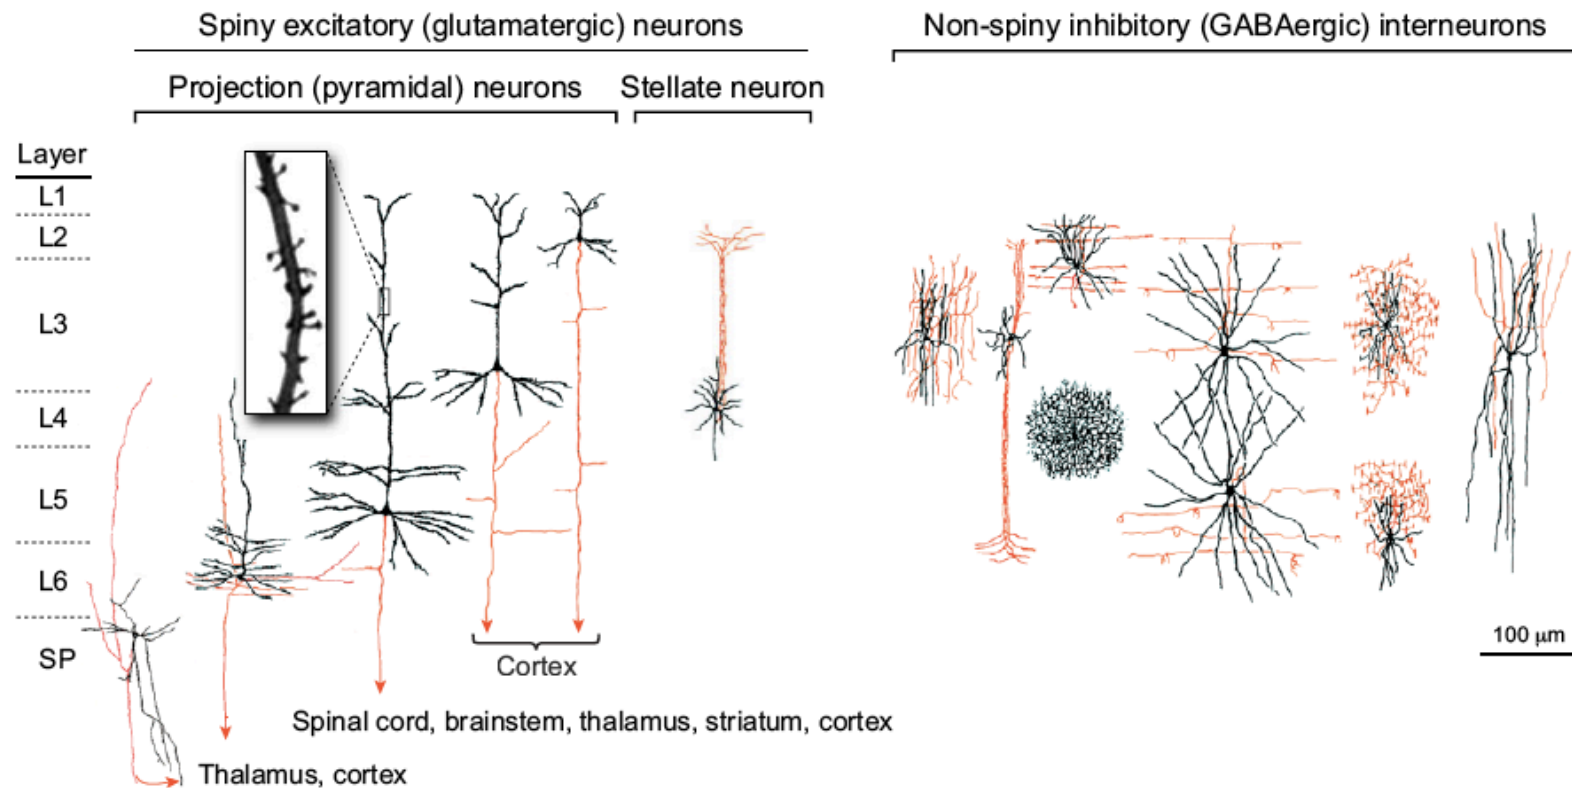 Spiny excitatory (glutamatergic) neurons
Non-spiny inhibitory (GABAergic) interneurons
Projection (pyramidal) neurons
Stellate neuron
Layer
L1
L2
L3
L4
L5
L6
SP
Cortex
100 μm
Spinal cord, brainstem, thalamus, striatum, cortex
Thalamus, cortex